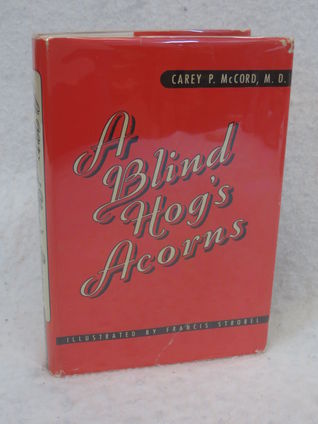 CAREY P. McCORD, M. D.
A
Blind
Hog's
Acorns
ILLUSTRATED BY FRANCIS STROBEL